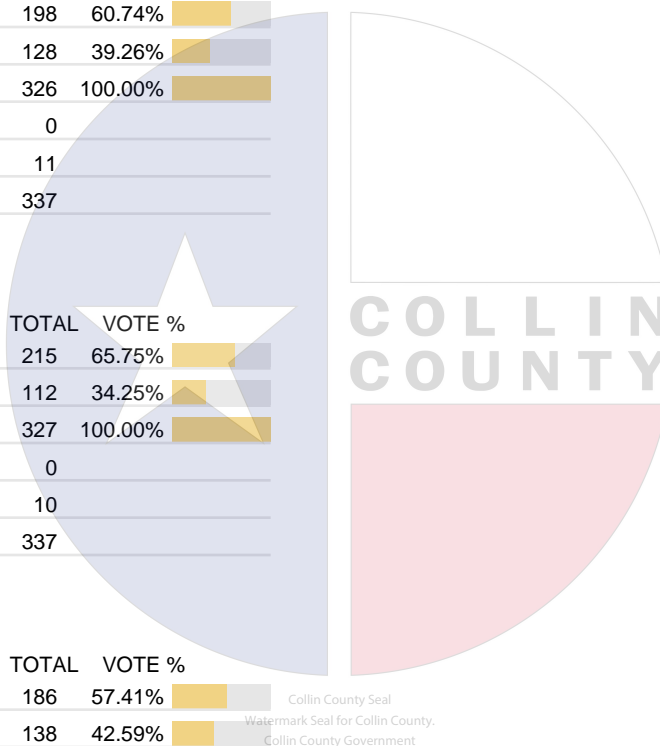 198 60.74%
128 39.26%
326 100.00%
0
11
337
TOTAL VOTE %
215 65.75%
112 34.25%
327 100.00%
0
10
337
COLLIN
COUNTY
TOTAL VOTE %
186 57.41%
138 42.59%
Collin County Seal
Watermark Seal for Collin County.
Collin County Government